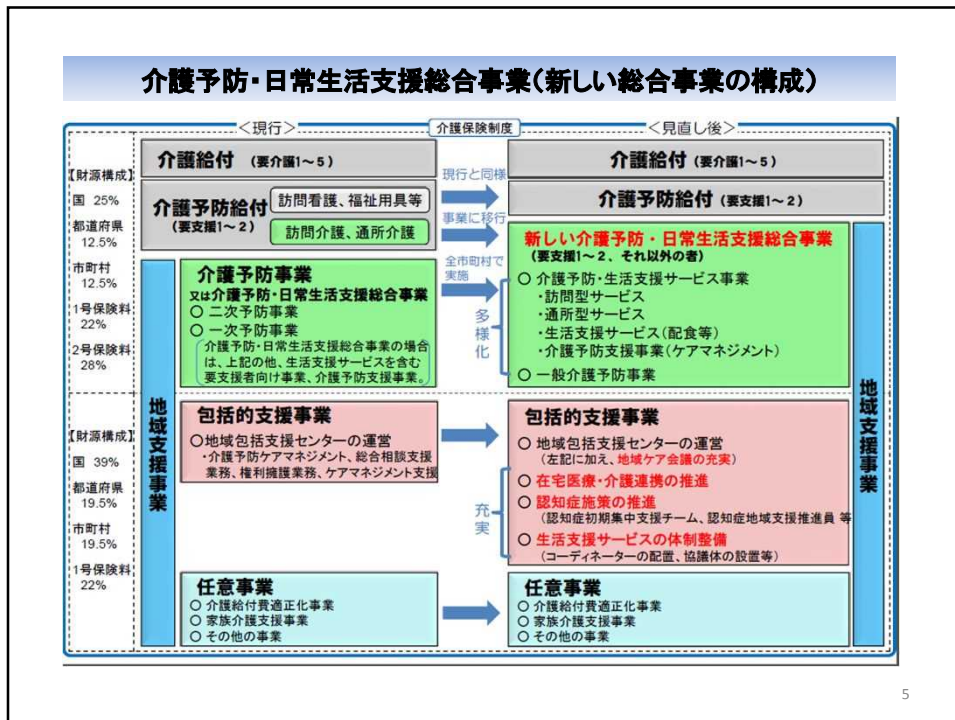 介護予防・日常生活支援総合事業(新しい総合事業の構成)
<現行>
介護保険制度
<見直し後>
【財源構成】
国 25%
都道府県
12.5%
市町村
12.5%
1号保険料
22%
2号保険料
28%
介護給付 (要介護1~5)
現行と同様
介護給付 (要介護1~5)
介護予防給付
(要支援1~2)
訪問看護、福祉用具等
訪問介護、通所介護
事業に移行
介護予防給付 (要支援1~2)
地域支援事業
介護予防事業
又は介護予防・日常生活支援総合事業
○ 二次予防事業
○ 一次予防事業
介護予防・日常生活支援総合事業の場合
は、上記の他、生活支援サービスを含む
要支援者向け事業、介護予防支援事業。
全市町村で
実施
多様化
新しい介護予防・日常生活支援総合事業
(要支援1~2、それ以外の者)
○ 介護予防・生活支援サービス事業
・訪問型サービス
・通所型サービス
・生活支援サービス(配食等)
・介護予防支援事業(ケアマネジメント)
○ 一般介護予防事業
地域支援事業
【財源構成】
国 39%
都道府県
19.5%
市町村
19.5%
1号保険料
22%
包括的支援事業
○地域包括支援センターの運営
・介護予防ケアマネジメント、総合相談支援
業務、権利擁護業務、ケアマネジメント支援
充実
包括的支援事業
○ 地域包括支援センターの運営
(左記に加え、地域ケア会議の充実)
○ 在宅医療・介護連携の推進
○ 認知症施策の推進
(認知症初期集中支援チーム、認知症地域支援推進員 等
○ 生活支援サービスの体制整備
(コーディネーターの配置、協議体の設置等)
任意事業
○ 介護給付費適正化事業
○ 家族介護支援事業
○ その他の事業
任意事業
○ 介護給付費適正化事業
○ 家族介護支援事業
○ その他の事業
5